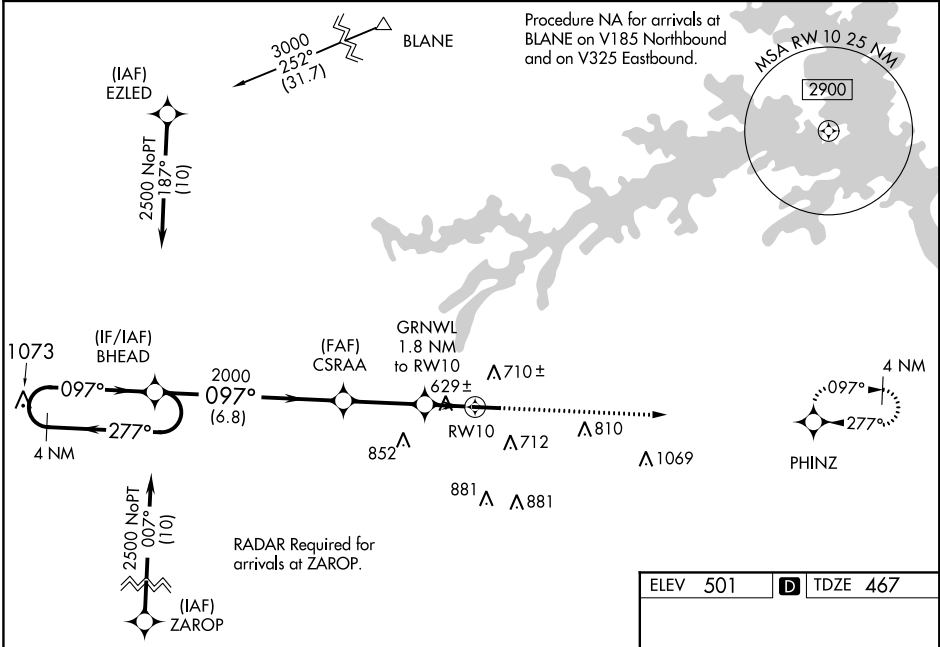 3000
252°
(31.7)
BLANE
Procedure NA for arrivals at
BLANE on V185 Northbound
and on V325 Eastbound.
MSA RW 10 25 NM
2900
(IAF)
EZLED
2500 NoPT
187°
(10)
1073
(IF/IAF)
BHEAD
097°
277°
4 NM
2000
097°
(6.8)
(FAF)
CSRAA
GRNWL
1.8 NM
to RW10
629±
710±
RW10
852
712
810
1069
881
881
4 NM
097°
277°
PHINZ
2500 NoPT
007°
(10)
(IAF)
ZAROP
RADAR Required for
arrivals at ZAROP.
ELEV 501 D TDZE 467